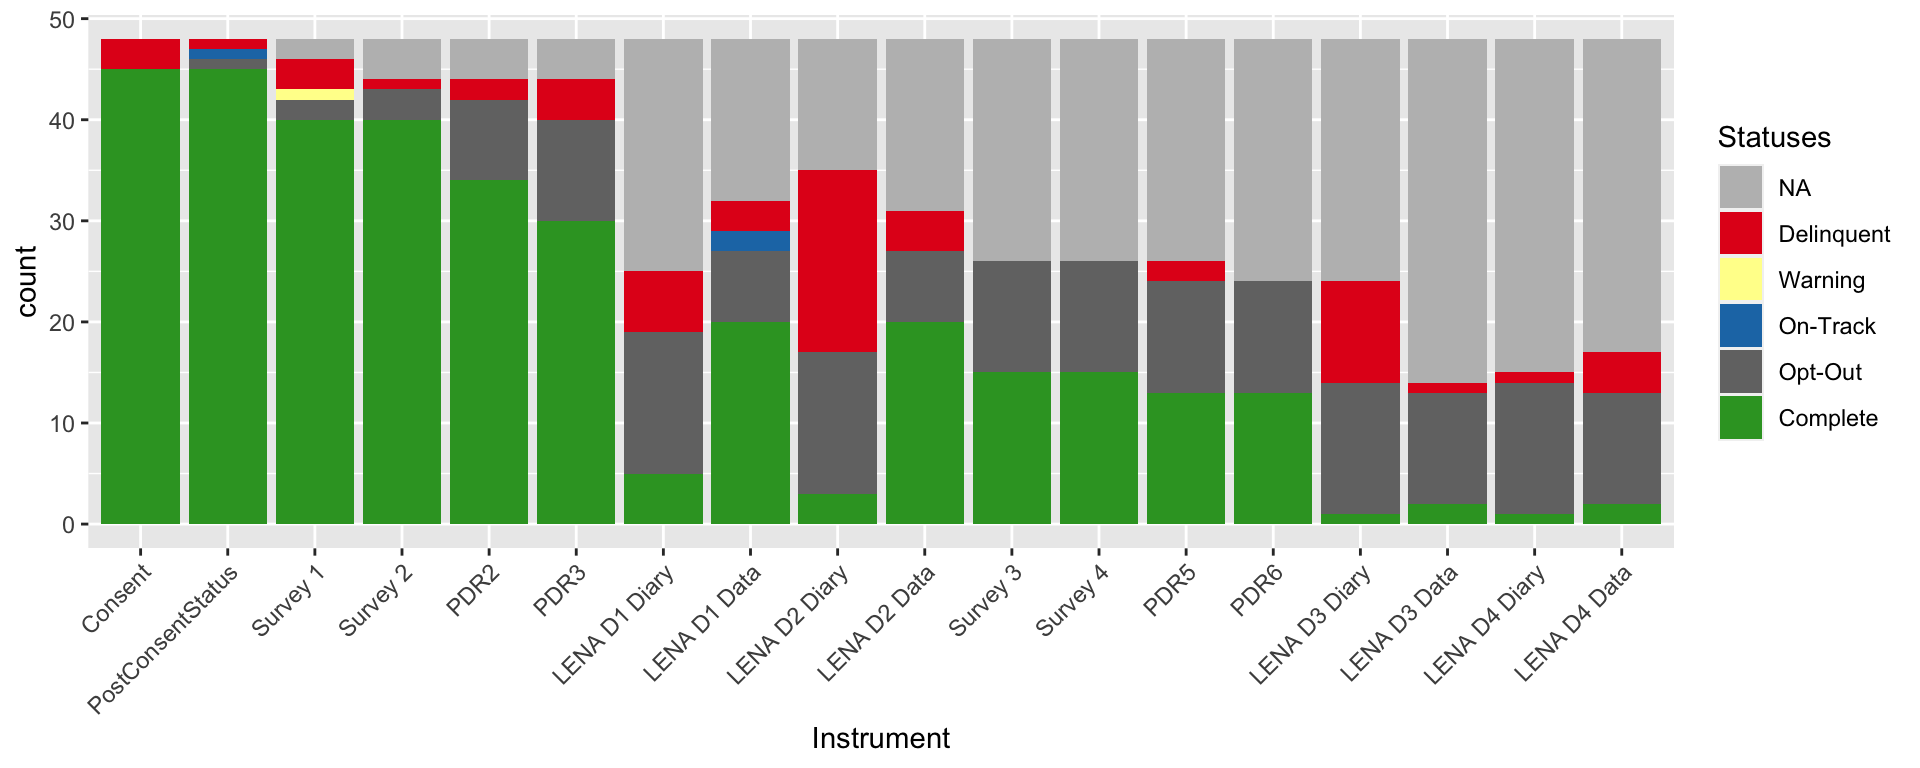 50
40
30
20
10
0
count
Consent
PostConsentStatus
Survey 1
Survey 2
PDR2
PDR3
LENA D1 Diary
LENA D1 Data
LENA D2 Diary
LENA D2 Data
Survey 3
Survey 4
PDR5
PDR6
LENA D3 Diary
LENA D3 Data
LENA D4 Diary
LENA D4 Data
Instrument
Statuses
NA
Delinquent
Warning
On-Track
Opt-Out
Complete